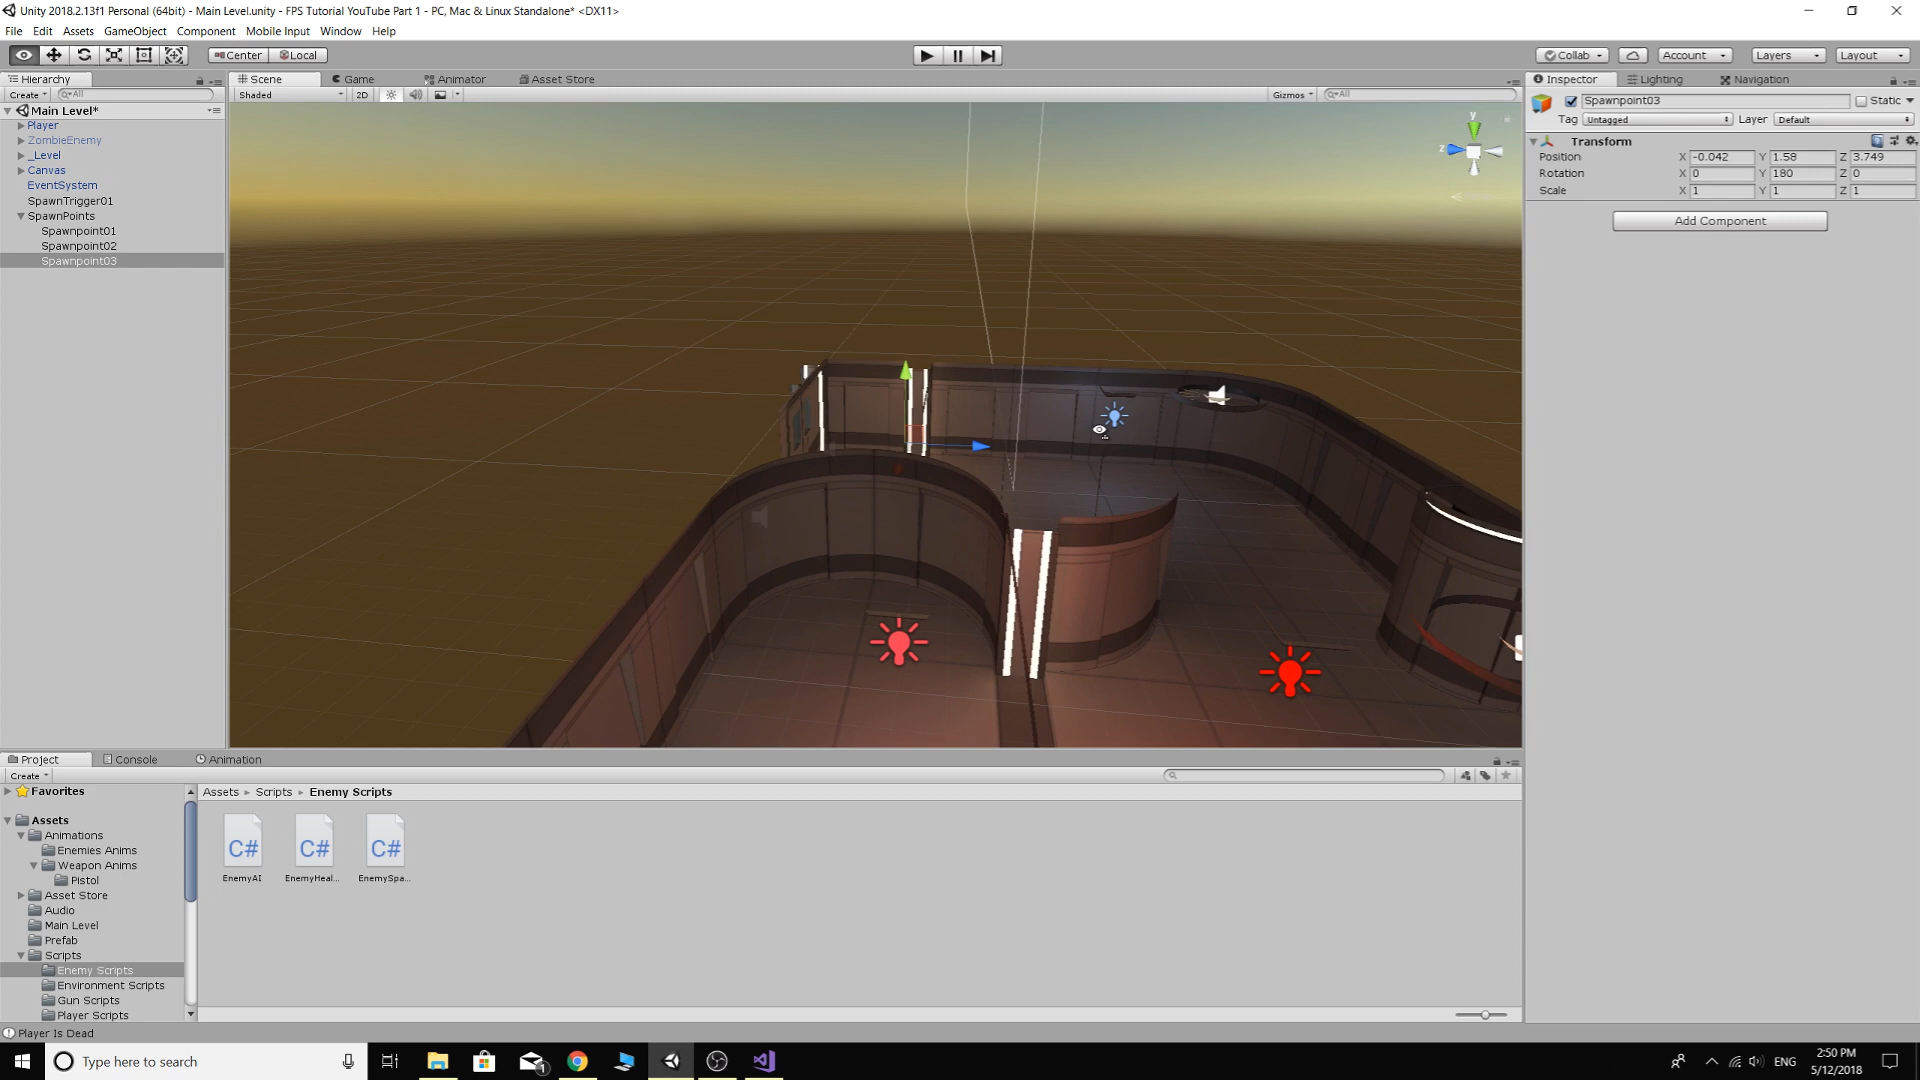 Unity 2018.2.13f1 Personal (64bit) - Main Level.unity - FPS Tutorial YouTube Part 1 - PC, Mac & Linux Standalone* <DX11>
File Edit Assets GameObject Component Mobile Input Window Help
Center Local Collab Account Layers Layout
Hierarchy Scene Game Animator Asset Store Inspector Lighting Navigation
Create All Shaded 2D Gizmos All
Main Level*
Player
ZombieEnemy
_Level
Canvas
EventSystem
SpawnTrigger01
SpawnPoints
Spawnpoint01
Spawnpoint02
Spawnpoint03
y
z
Spawnpoint03 Static
Tag Untagged Layer Default
Transform
Position X -0.042 Y 1.58 Z 3.749
Rotation X 0 Y 180 Z 0
Scale X 1 Y 1 Z 1
Add Component
Project Console Animation
Create
Favorites
Assets
Animations
Enemies Anims
Weapon Anims
Pistol
Asset Store
Audio
Main Level
Prefab
Scripts
Enemy Scripts
Environment Scripts
Gun Scripts
Player Scripts
Assets Scripts Enemy Scripts
C# C# C#
EnemyAI EnemyHeal... EnemySpa...
Player Is Dead
Type here to search
1
ENG
2:50 PM
5/12/2018